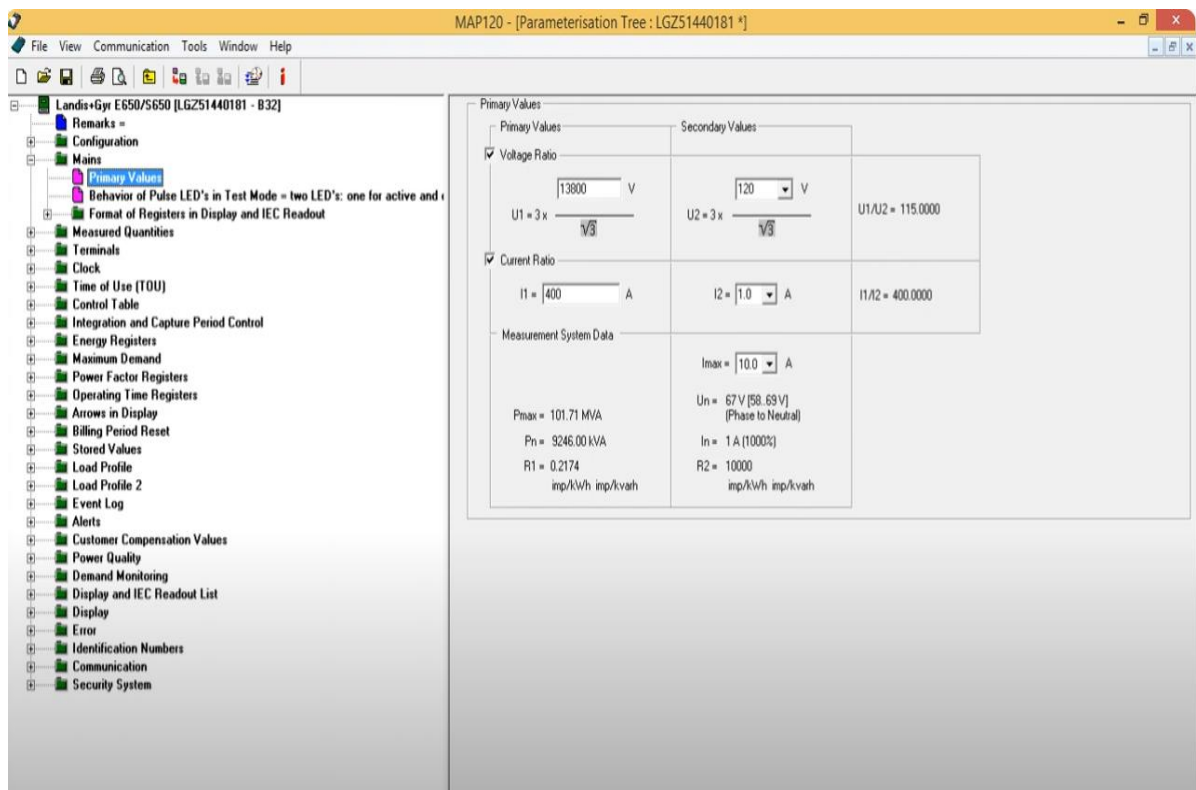 MAP120 - [Parameterisation Tree : LGZ51440181 *]
File View Communication Tools Window Help
Landis+Gyr E650/S650 [LGZ51440181 - B32]
Remarks =
Configuration
Mains
Primary Values
Behavior of Pulse LED's in Test Mode = two LED's: one for active and
Format of Registers in Display and IEC Readout
Measured Quantities
Terminals
Clock
Time of Use (TOU)
Control Table
Integration and Capture Period Control
Energy Registers
Maximum Demand
Power Factor Registers
Operating Time Registers
Arrows in Display
Billing Period Reset
Stored Values
Load Profile
Load Profile 2
Event Log
Alerts
Customer Compensation Values
Power Quality
Demand Monitoring
Display and IEC Readout List
Display
Error
Identification Numbers
Communication
Security System
Primary Values
Primary Values Secondary Values
Voltage Ratio
13800 V 120 V
U1 = 3 x U2 = 3 x U1/U2 = 115.0000
√3 √3
Current Ratio
I1 = 400 A I2 = 1.0 A I1/I2 = 400.0000
Measurement System Data
Imax = 10.0 A
Un = 67 V [58..69 V]
Pmax = 101.71 MVA (Phase to Neutral)
Pn = 9246.00 kVA In = 1 A (1000%)
R1 = 0.2174 R2 = 10000
imp/kWh imp/kvarh imp/kWh imp/kvarh